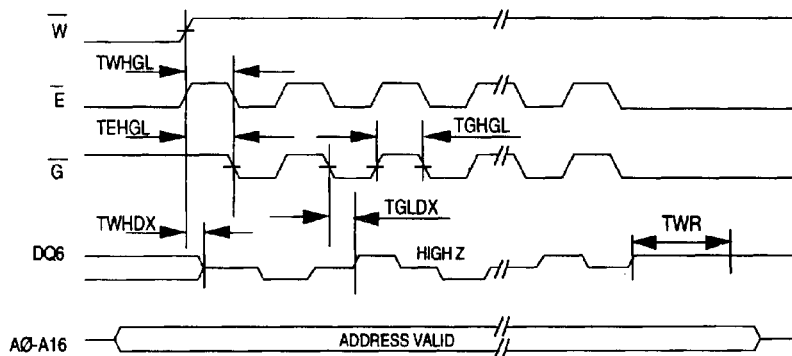 W
TWHGL
E
TEHGL
TGHGL
G
TWHDX
TGLDX
TWR
DQ6
HIGH Z
AØ-A16
ADDRESS VALID